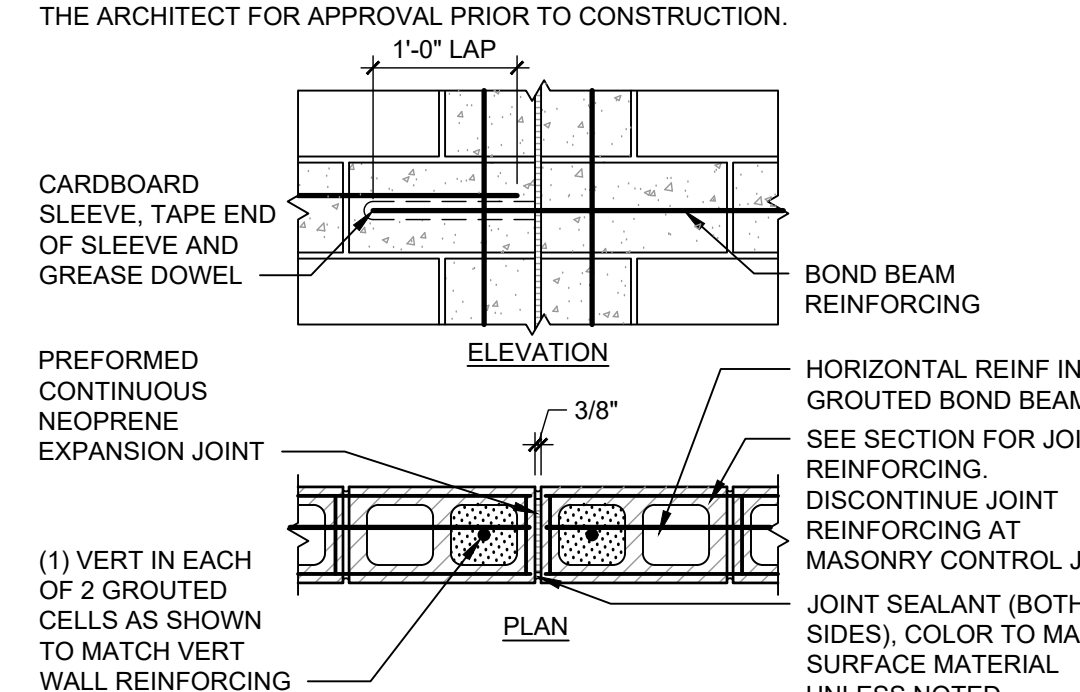 THE ARCHITECT FOR APPROVAL PRIOR TO CONSTRUCTION.
1'-0" LAP
CARDBOARD
SLEEVE, TAPE END
OF SLEEVE AND
GREASE DOWEL
BOND BEAM
REINFORCING
ELEVATION
PREFORMED
CONTINUOUS
NEOPRENE
EXPANSION JOINT
3/8"
HORIZONTAL REINF IN
GROUTED BOND BEAM
SEE SECTION FOR
REINFORCING.
DISCONTINUE JOINT
REINFORCING AT
MASONRY CONTROL
(1) VERT IN EACH
OF 2 GROUTED
CELLS AS SHOWN
TO MATCH VERT
WALL REINFORCING
PLAN
JOINT SEALANT (BOTH
SIDES), COLOR TO
SURFACE MATERIAL
UNLESS NOTED